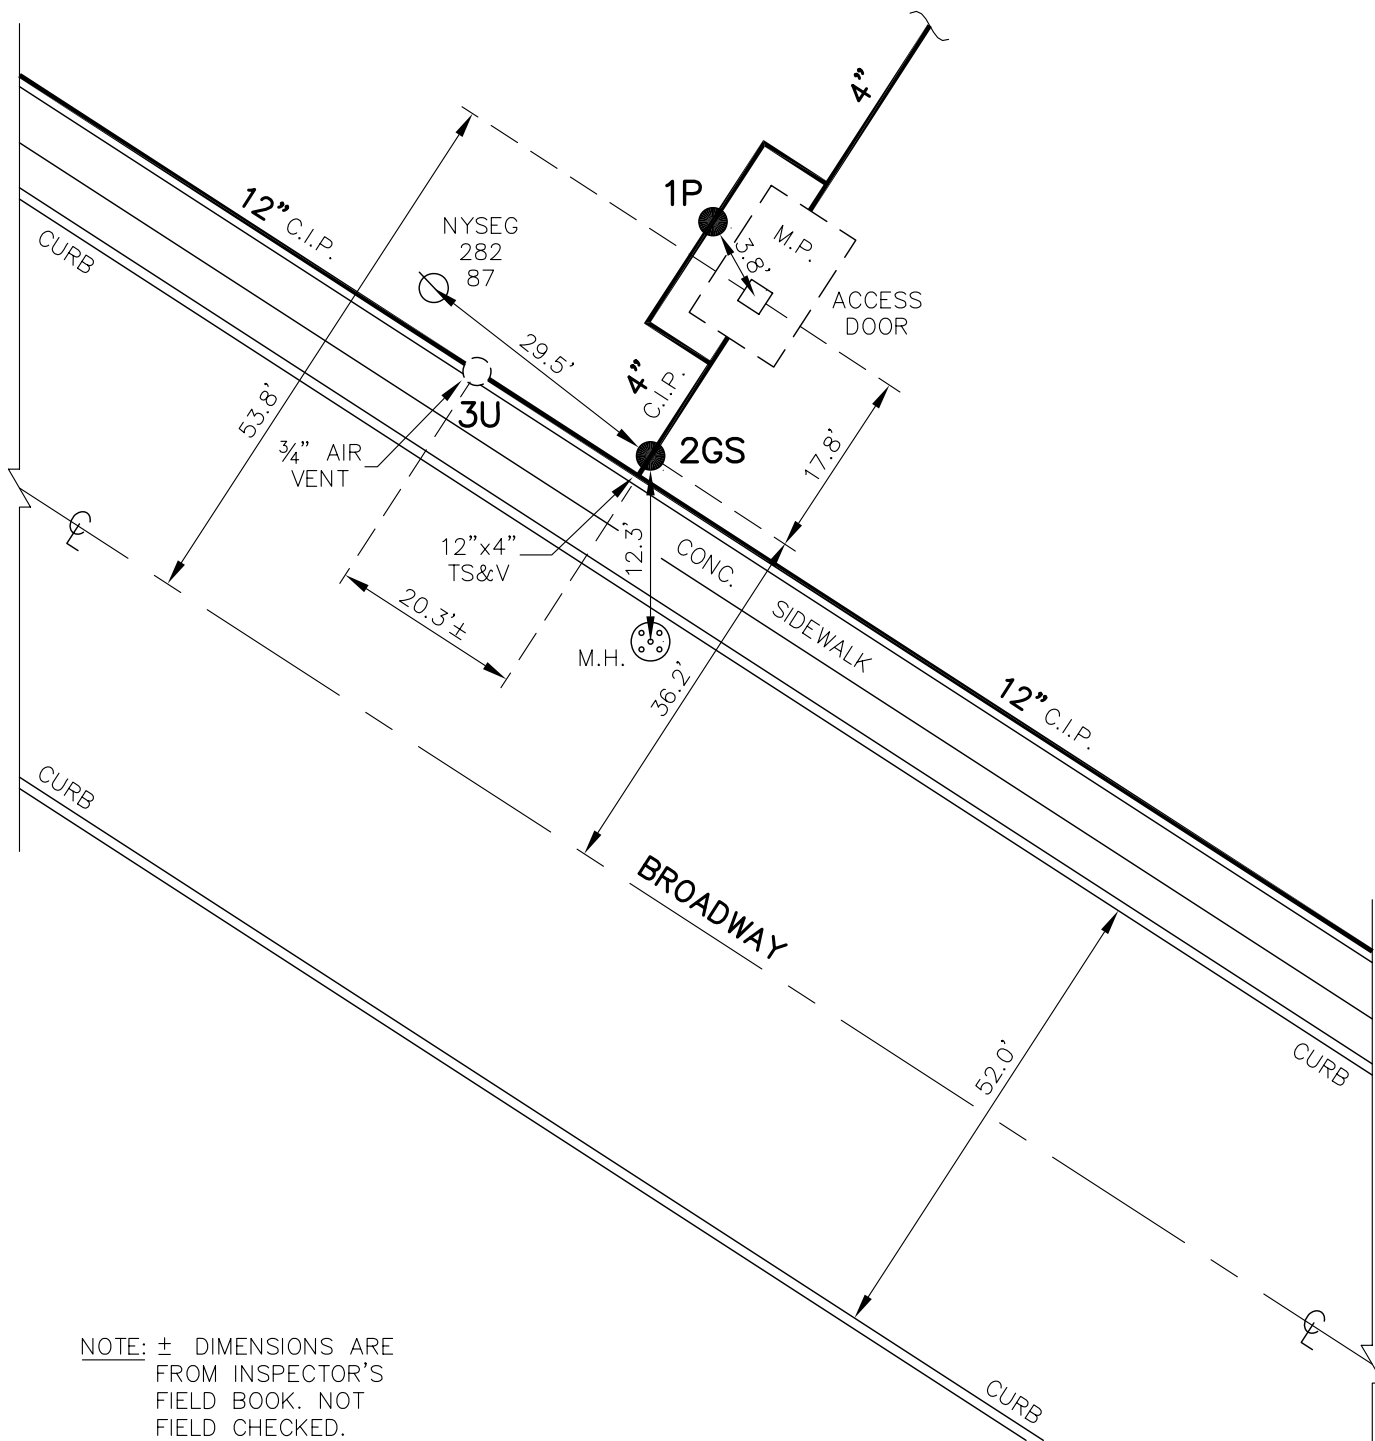 4"
12" C.I.P.
1P
NYSEG
282
87
CURB
M.P.
3.8'
ACCESS
DOOR
29.5'
4"
C.I.P.
53.8'
3U
3/4" AIR
VENT
2GS
17.8'
℄
12"x4"
TS&V
12.3'
CONC. SIDEWALK
20.3'±
M.H.
36.2'
12" C.I.P.
CURB
BROADWAY
52.0'
CURB
℄
NOTE: ± DIMENSIONS ARE
FROM INSPECTOR'S
FIELD BOOK. NOT
FIELD CHECKED.
CURB